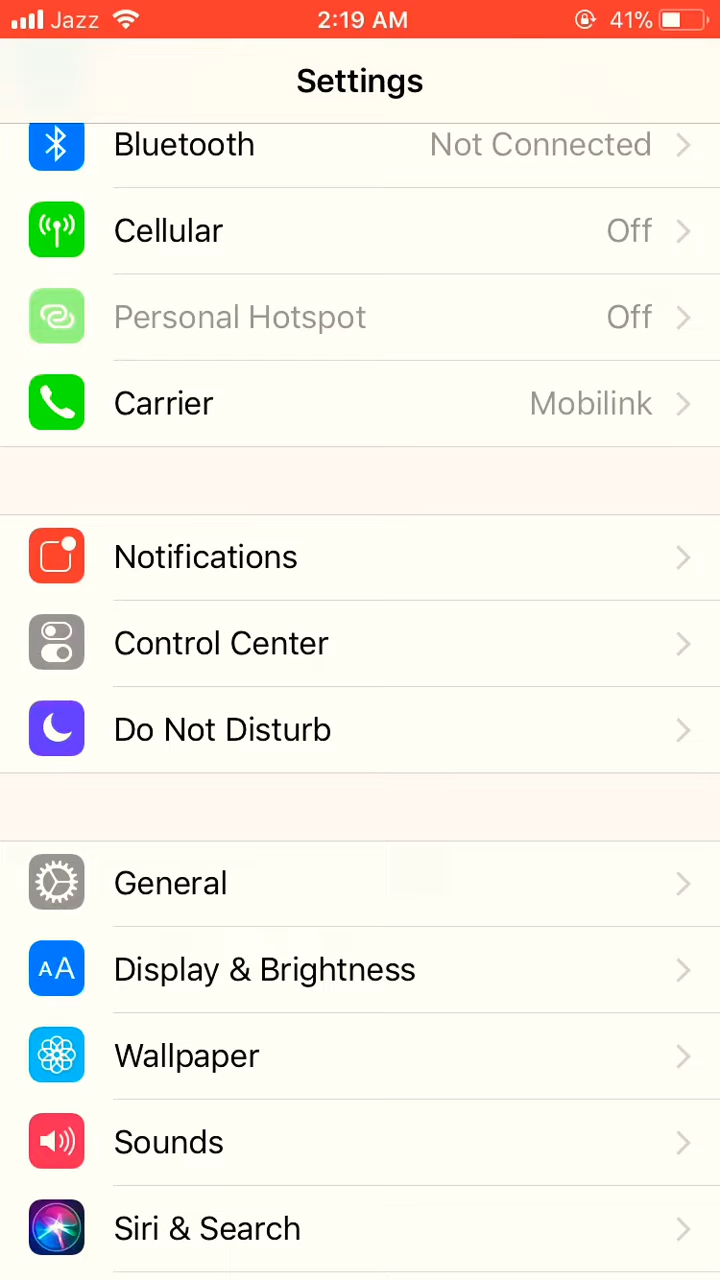 Jazz 2:19 AM 41%
Settings
Bluetooth Not Connected
Cellular Off
Personal Hotspot Off
Carrier Mobilink
Notifications
Control Center
Do Not Disturb
General
AA Display & Brightness
Wallpaper
Sounds
Siri & Search